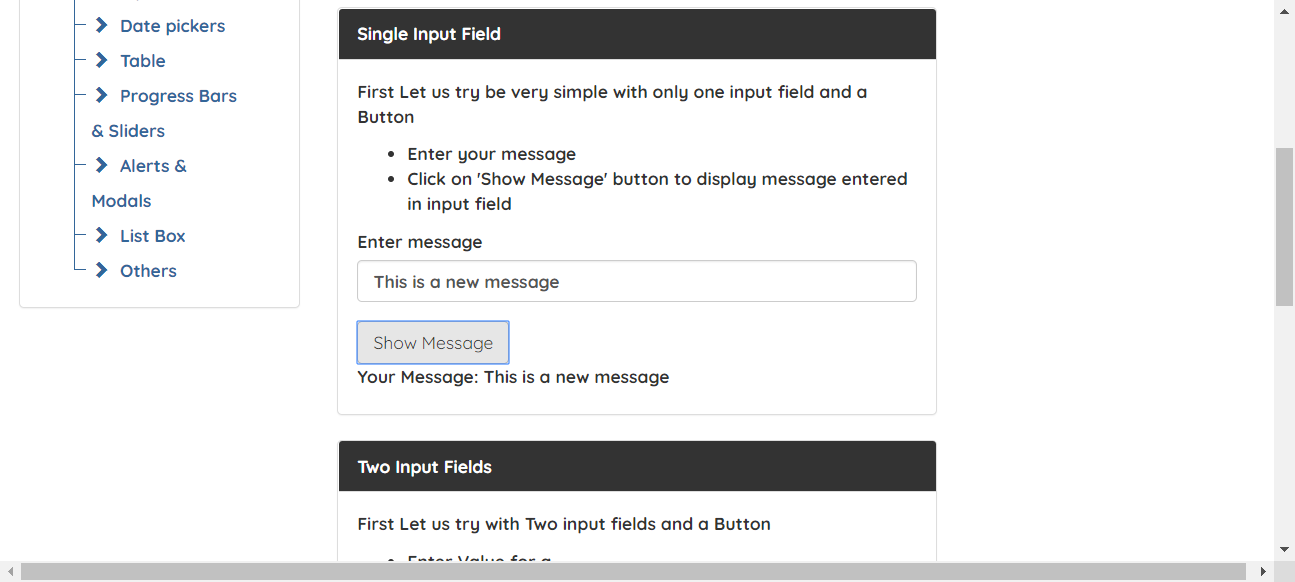 Date pickers
Table
Progress Bars
& Sliders
Alerts &
Modals
List Box
Others
Single Input Field
First Let us try be very simple with only one input field and a
Button
Enter your message
Click on 'Show Message' button to display message entered
in input field
Enter message
This is a new message
Show Message
Your Message: This is a new message
Two Input Fields
First Let us try with Two input fields and a Button
Enter Value for a